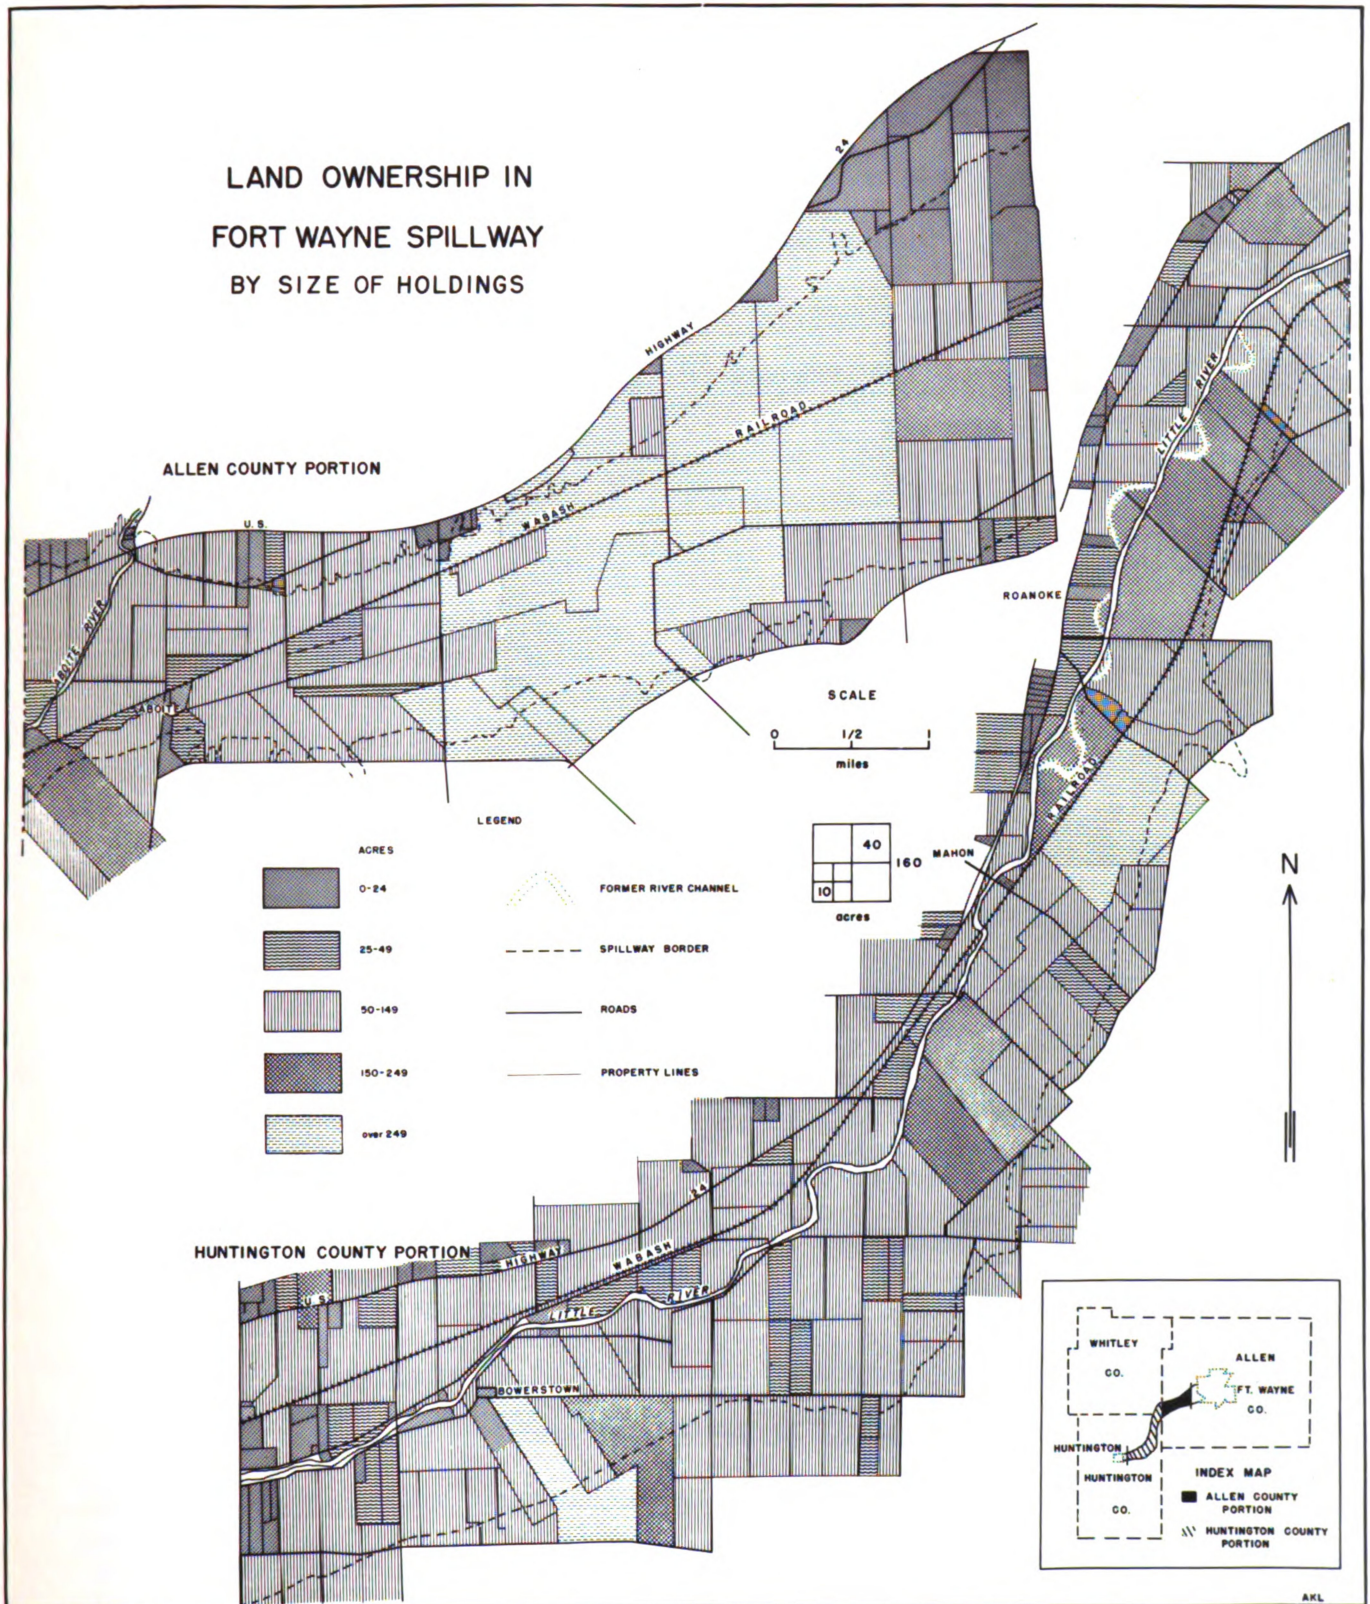 LAND OWNERSHIP IN
FORT WAYNE SPILLWAY
BY SIZE OF HOLDINGS
24
HIGHWAY
RAILROAD
WABASH
ALLEN COUNTY PORTION
U. S.
ABOITE RIVER
ABOITE
LITTLE RIVER
ROANOKE
RAILROAD
MAHON
SCALE
0 1/2 1
miles
40
160
10
acres
N
LEGEND
ACRES
0-24
25-49
50-149
150-249
over 249
FORMER RIVER CHANNEL
SPILLWAY BORDER
ROADS
PROPERTY LINES
HUNTINGTON COUNTY PORTION
U.S.
HIGHWAY
24
WABASH
LITTLE RIVER
BOWERSTOWN
WHITLEY
CO.
ALLEN
FT. WAYNE
CO.
HUNTINGTON
HUNTINGTON
CO.
INDEX MAP
ALLEN COUNTY
PORTION
HUNTINGTON COUNTY
PORTION
AKL